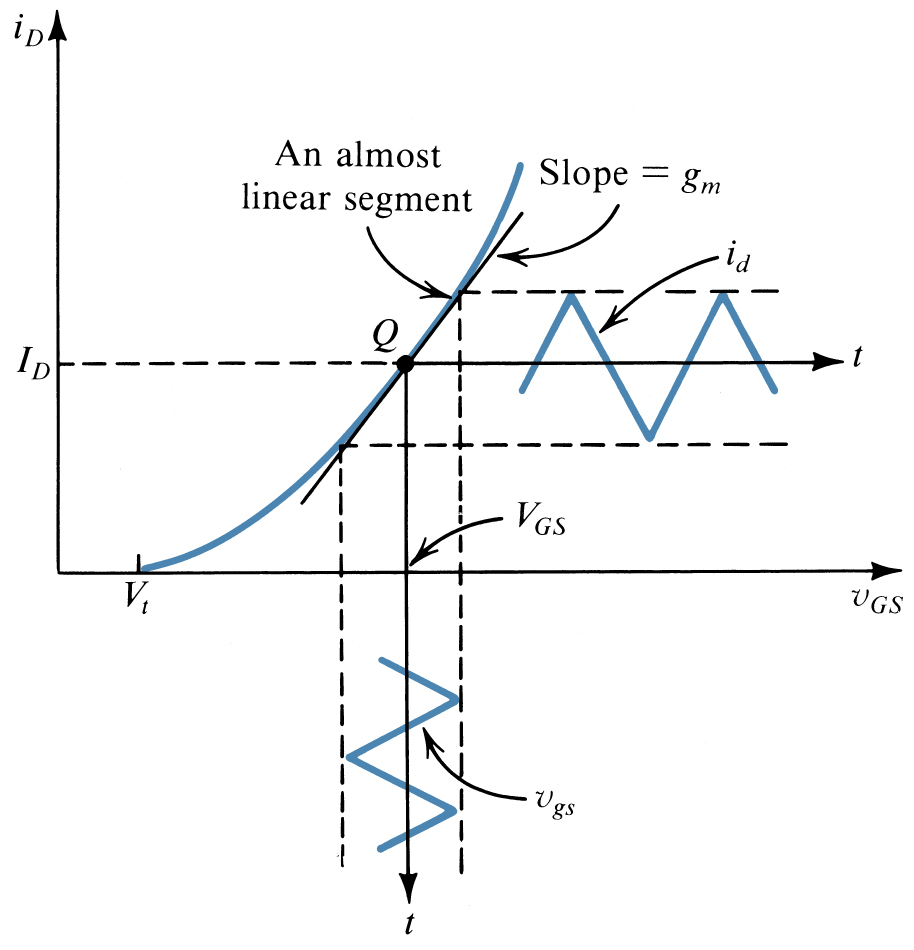 i_D
An almost
linear segment
Slope = g_m
i_d
Q
I_D
t
V_GS
V_t
v_GS
v_gs
t